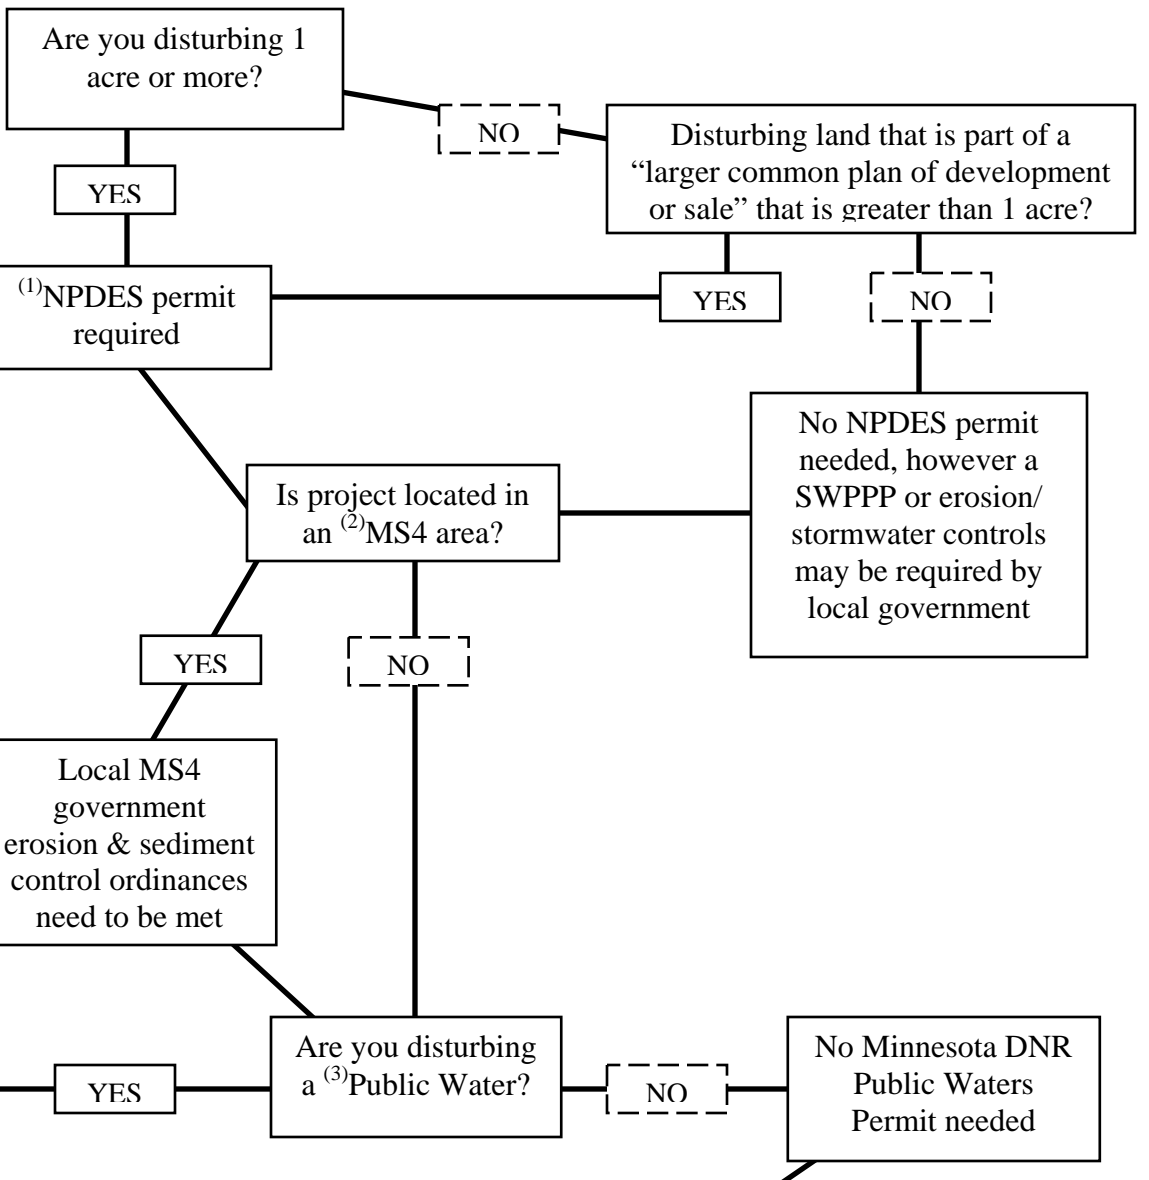 Are you disturbing 1
acre or more?
NO
Disturbing land that is part of a
“larger common plan of development
or sale” that is greater than 1 acre?
YES
(1)NPDES permit
required
YES
NO
No NPDES permit
needed, however a
SWPPP or erosion/
stormwater controls
may be required by
local government
Is project located in
an (2)MS4 area?
YES
NO
Local MS4
government
erosion & sediment
control ordinances
need to be met
Are you disturbing
a (3)Public Water?
YES
NO
No Minnesota DNR
Public Waters
Permit needed